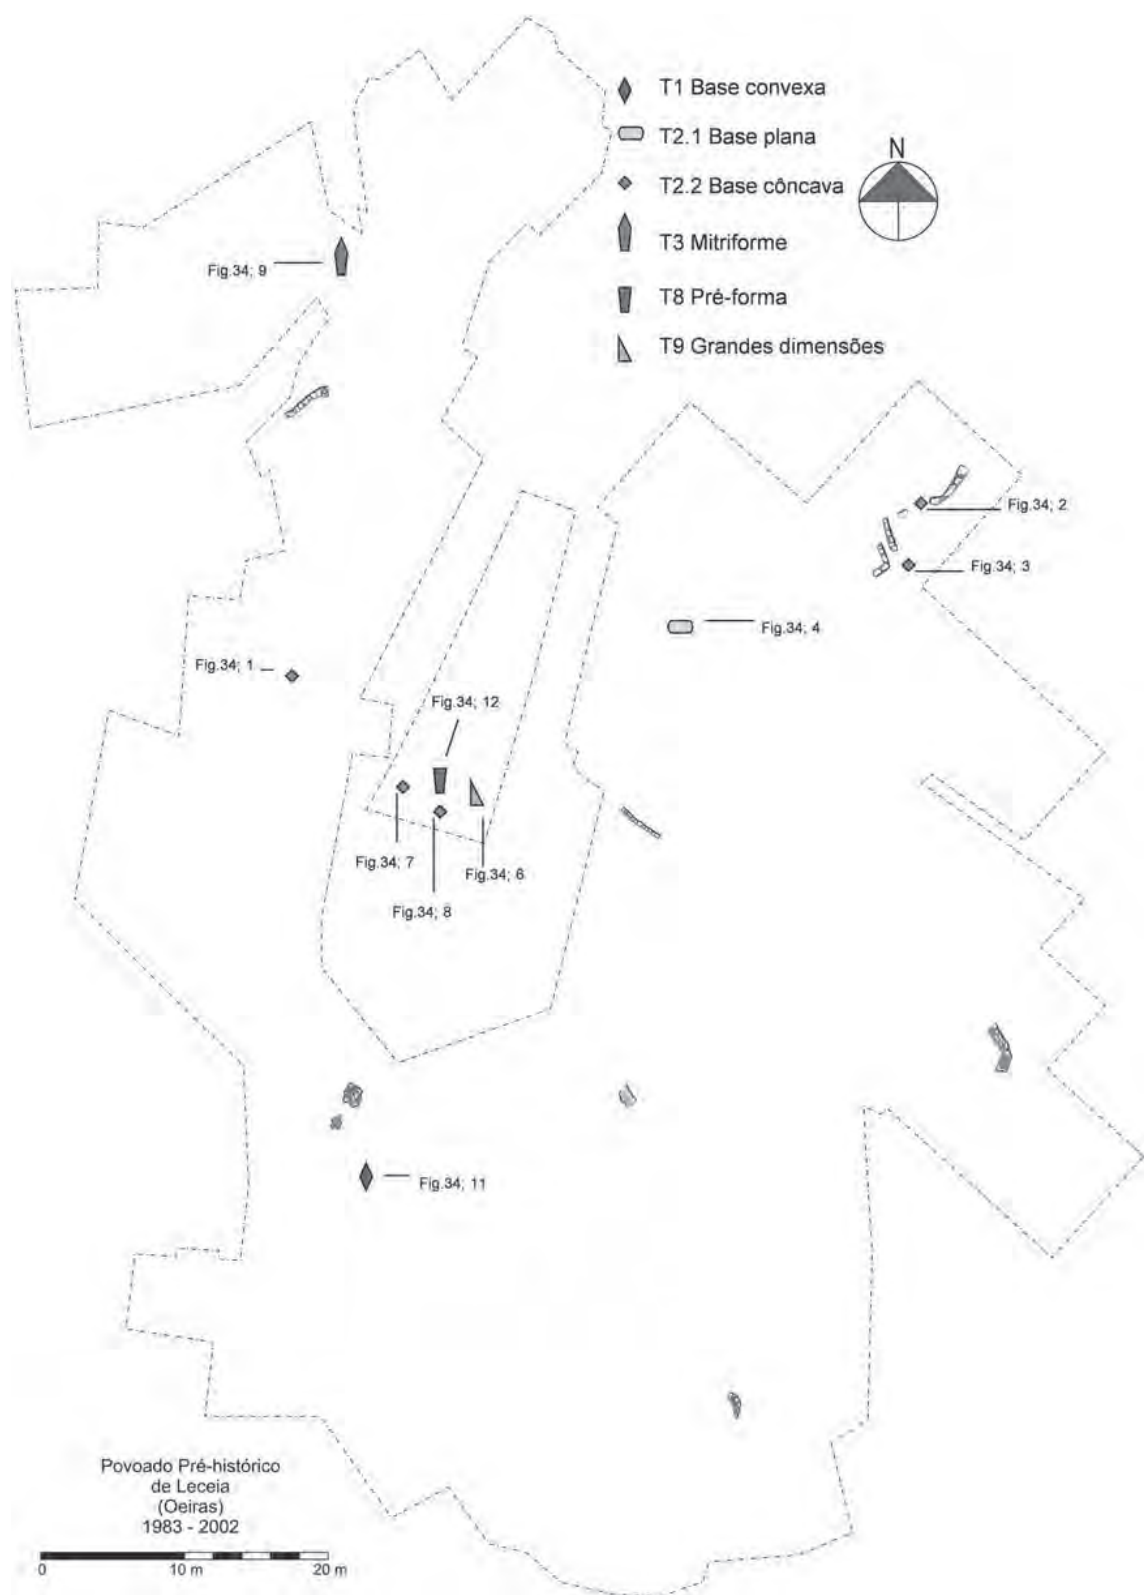 T1 Base convexa
T2.1 Base plana
N
T2.2 Base côncava
T3 Mitriforme
T8 Pré-forma
T9 Grandes dimensões
Fig.34; 9
Fig.34; 2
Fig.34; 3
Fig.34; 4
Fig.34; 1
Fig.34; 12
Fig.34; 7
Fig.34; 6
Fig.34; 8
Fig.34; 11
Povoado Pré-histórico
de Leceia
(Oeiras)
1983 - 2002
0 10 m 20 m